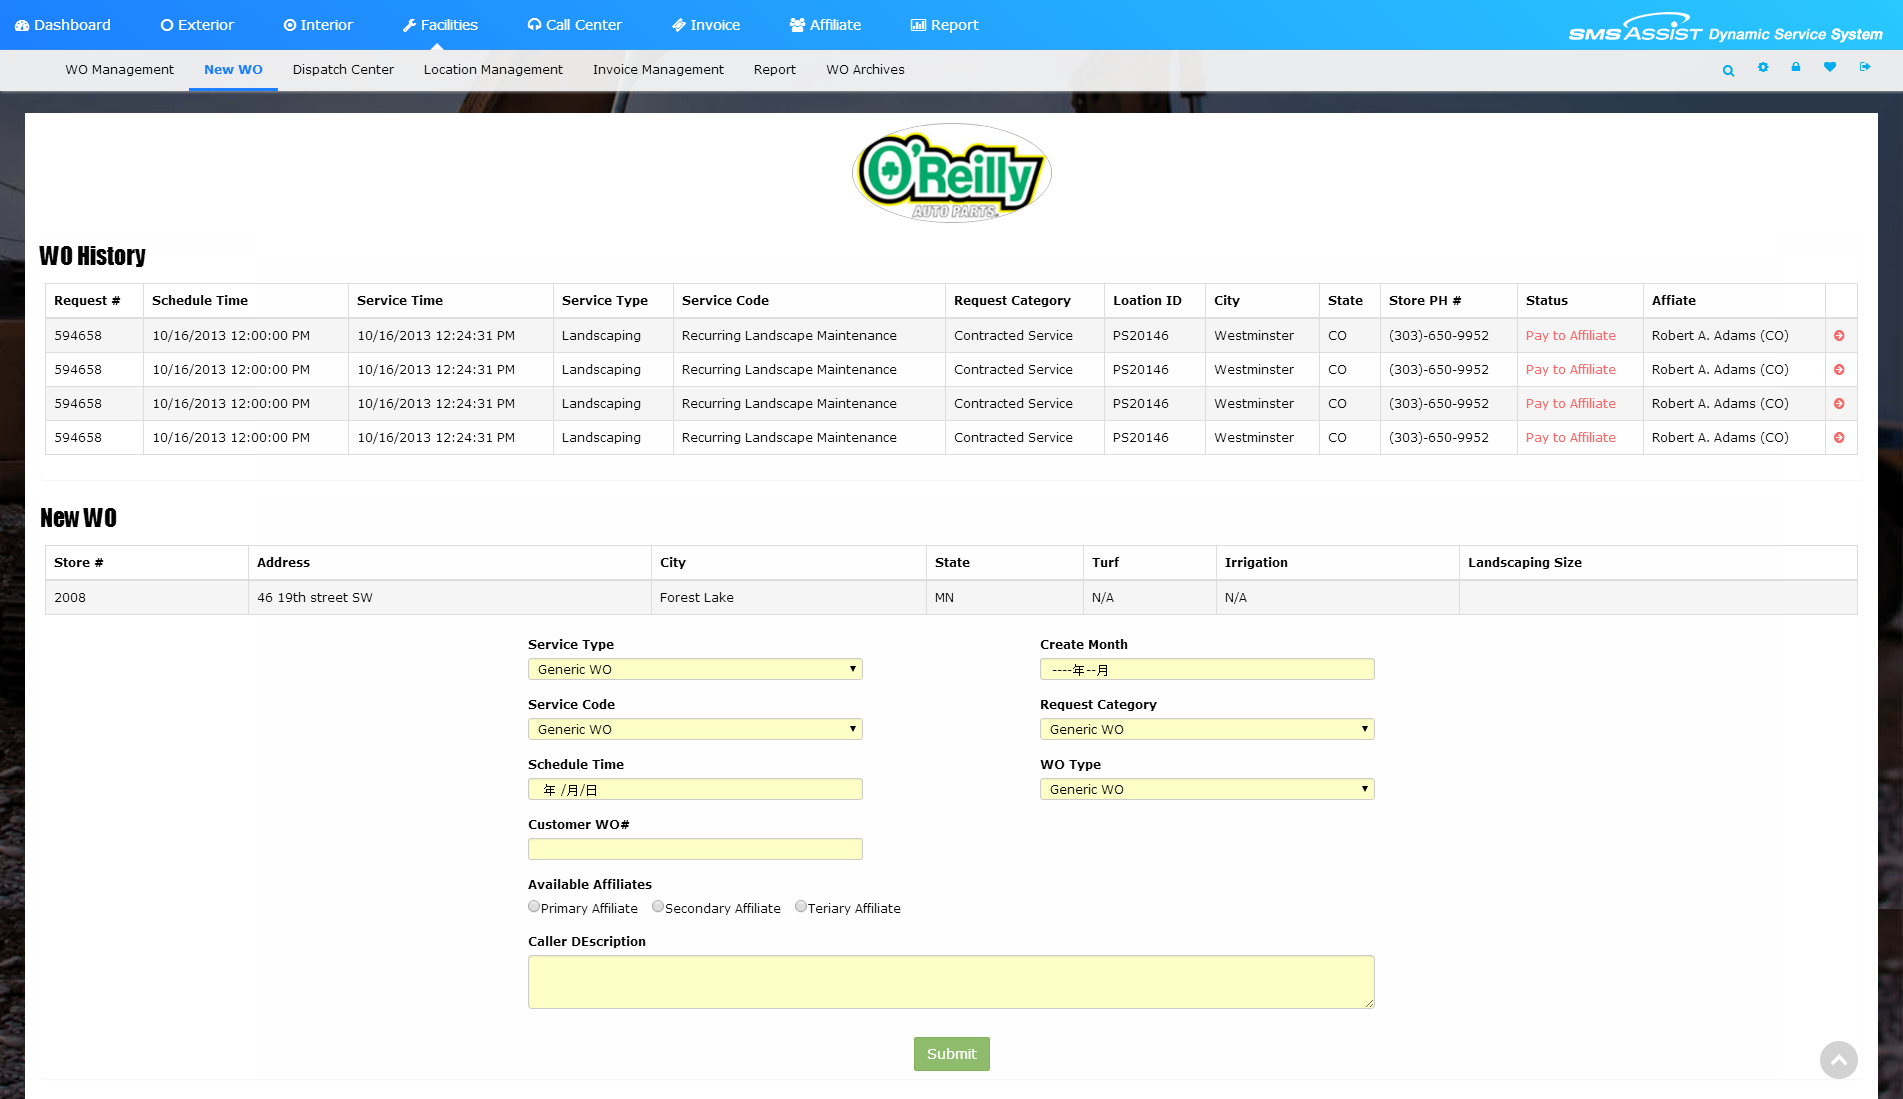 Dashboard Exterior Interior Facilities Call Center Invoice Affiliate Report
SMS ASSIST Dynamic Service System
WO Management New WO Dispatch Center Location Management Invoice Management Report WO Archives
O'Reilly
AUTO PARTS.
WO History
Request # Schedule Time Service Time Service Type Service Code Request Category Loation ID City State Store PH # Status Affiate
594658 10/16/2013 12:00:00 PM 10/16/2013 12:24:31 PM Landscaping Recurring Landscape Maintenance Contracted Service PS20146 Westminster CO (303)-650-9952 Pay to Affiliate Robert A. Adams (CO)
594658 10/16/2013 12:00:00 PM 10/16/2013 12:24:31 PM Landscaping Recurring Landscape Maintenance Contracted Service PS20146 Westminster CO (303)-650-9952 Pay to Affiliate Robert A. Adams (CO)
594658 10/16/2013 12:00:00 PM 10/16/2013 12:24:31 PM Landscaping Recurring Landscape Maintenance Contracted Service PS20146 Westminster CO (303)-650-9952 Pay to Affiliate Robert A. Adams (CO)
594658 10/16/2013 12:00:00 PM 10/16/2013 12:24:31 PM Landscaping Recurring Landscape Maintenance Contracted Service PS20146 Westminster CO (303)-650-9952 Pay to Affiliate Robert A. Adams (CO)
New WO
Store # Address City State Turf Irrigation Landscaping Size
2008 46 19th street SW Forest Lake MN N/A N/A
Service Type Create Month
Generic WO ----年--月
Service Code Request Category
Generic WO Generic WO
Schedule Time WO Type
年 /月/日 Generic WO
Customer WO#
Available Affiliates
Primary Affiliate Secondary Affiliate Teriary Affiliate
Caller DEscription
Submit